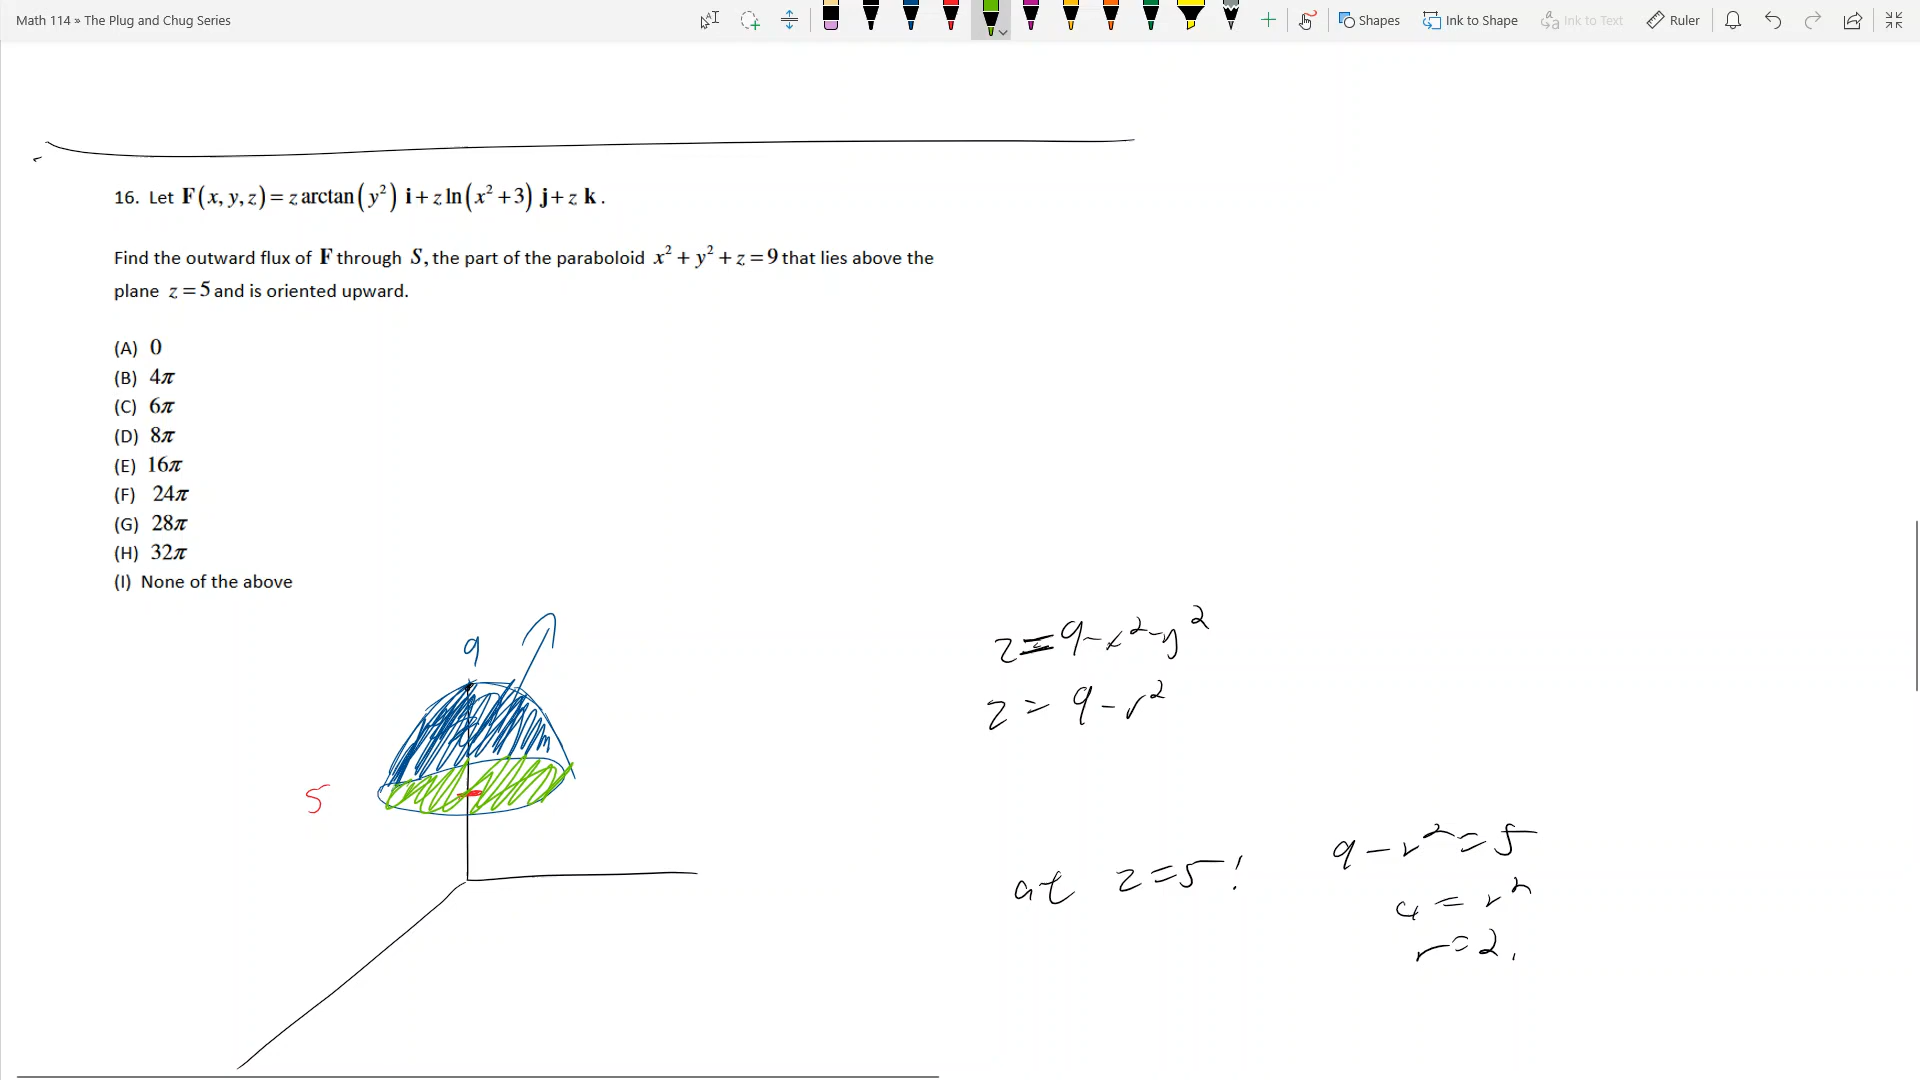 Math 114 » The Plug and Chug Series
Shapes
Ink to Shape
Ink to Text
Ruler
16. Let F(x, y, z) = z arctan(y²) i + z ln(x² + 3) j + z k.
Find the outward flux of F through S, the part of the paraboloid x² + y² + z = 9 that lies above the
plane z = 5 and is oriented upward.
(A) 0
(B) 4π
(C) 6π
(D) 8π
(E) 16π
(F) 24π
(G) 28π
(H) 32π
(I) None of the above
9
5
z = 9 - x² - y²
z = 9 - r²
at z = 5!
9 - r² = 5
4 = r²
r = 2.